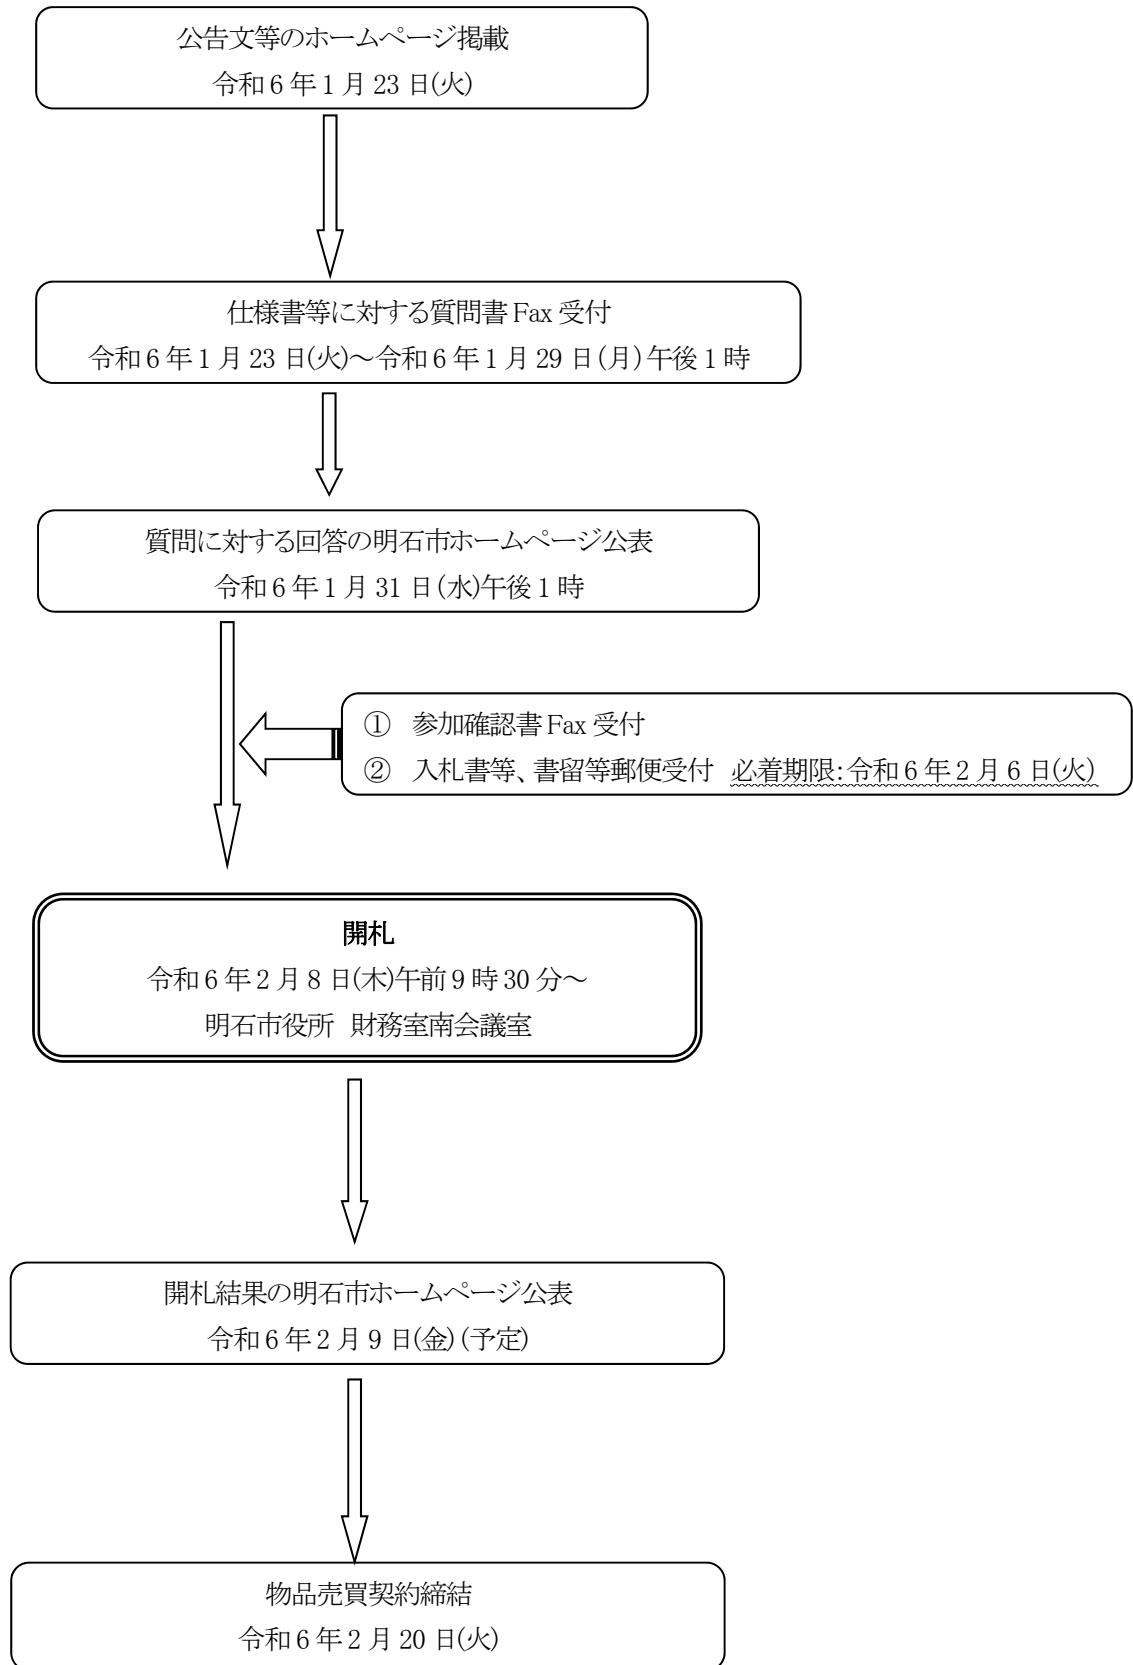 公告文等のホームページ掲載
令和6年1月23日(火)
仕様書等に対する質問書Fax受付
令和6年1月23日(火)～令和6年1月29日(月)午後1時
質問に対する回答の明石市ホームページ公表
令和6年1月31日(水)午後1時
① 参加確認書Fax受付
② 入札書等、書留等郵便受付 必着期限:令和6年2月6日(火)
開札
令和6年2月8日(木)午前9時30分～
明石市役所 財務室南会議室
開札結果の明石市ホームページ公表
令和6年2月9日(金)(予定)
物品売買契約締結
令和6年2月20日(火)